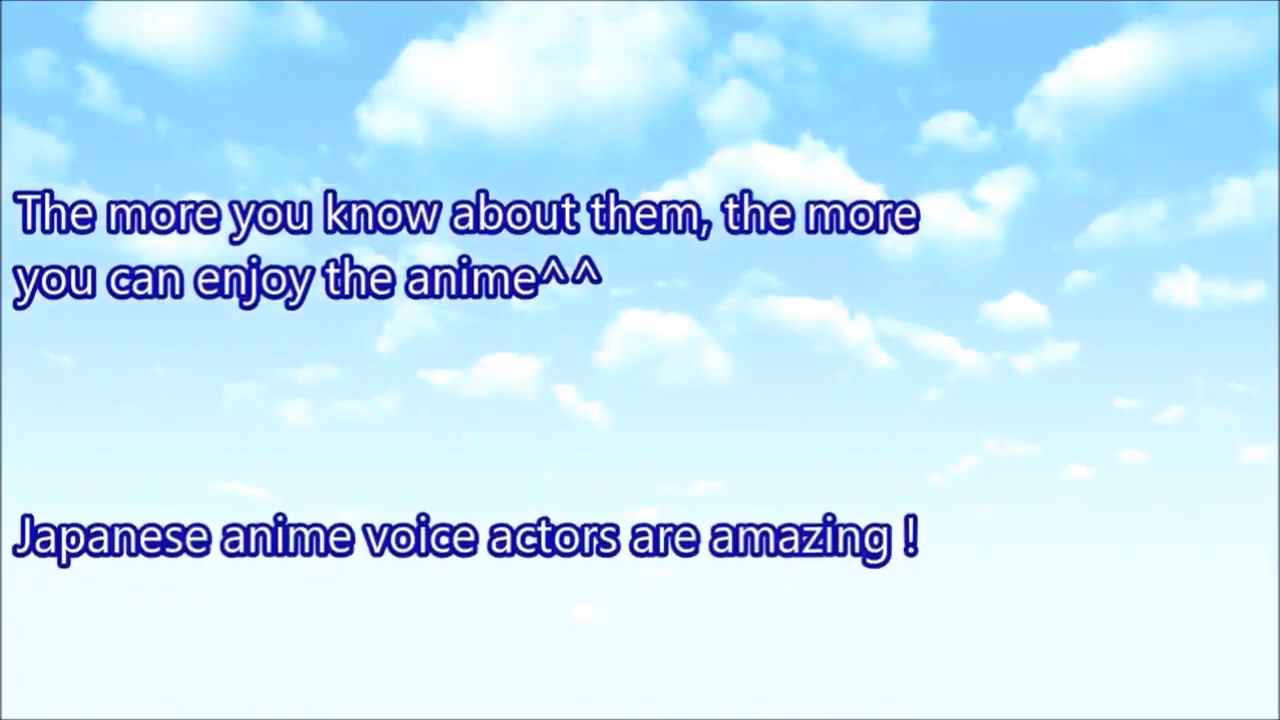 The more you know about them, the more
you can enjoy the anime^^
Japanese anime voice actors are amazing !